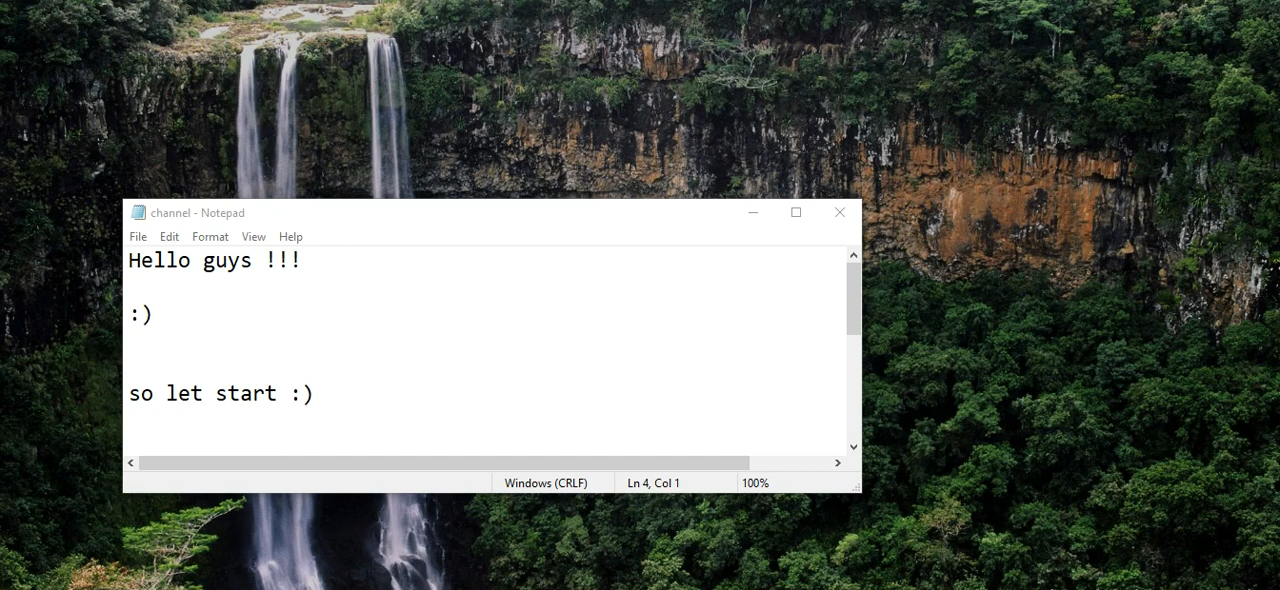 channel - Notepad
File Edit Format View Help
Hello guys !!!
:)
so let start :)
Windows (CRLF) Ln 4, Col 1 100%